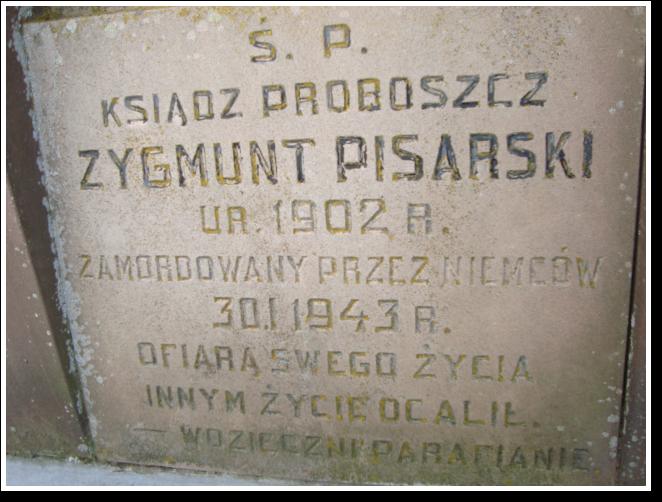 Ś. P.
KSIĄDZ PROBOSZCZ
ZYGMUNT PISARSKI
UR. 1902 R.
ZAMORDOWANY PRZEZ NIEMCÓW
30.I 1943 R.
OFIARĄ SWEGO ŻYCIA
INNYM ŻYCIE OCALIŁ.
— WDZIĘCZNI PARAFIANIE